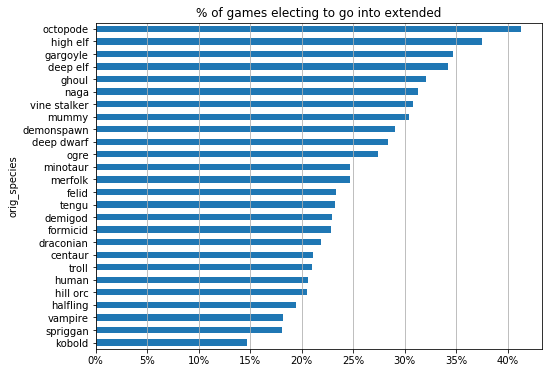 % of games electing to go into extended
orig_species
octopode
high elf
gargoyle
deep elf
ghoul
naga
vine stalker
mummy
demonspawn
deep dwarf
ogre
minotaur
merfolk
felid
tengu
demigod
formicid
draconian
centaur
troll
human
hill orc
halfling
vampire
spriggan
kobold
0% 5% 10% 15% 20% 25% 30% 35% 40%